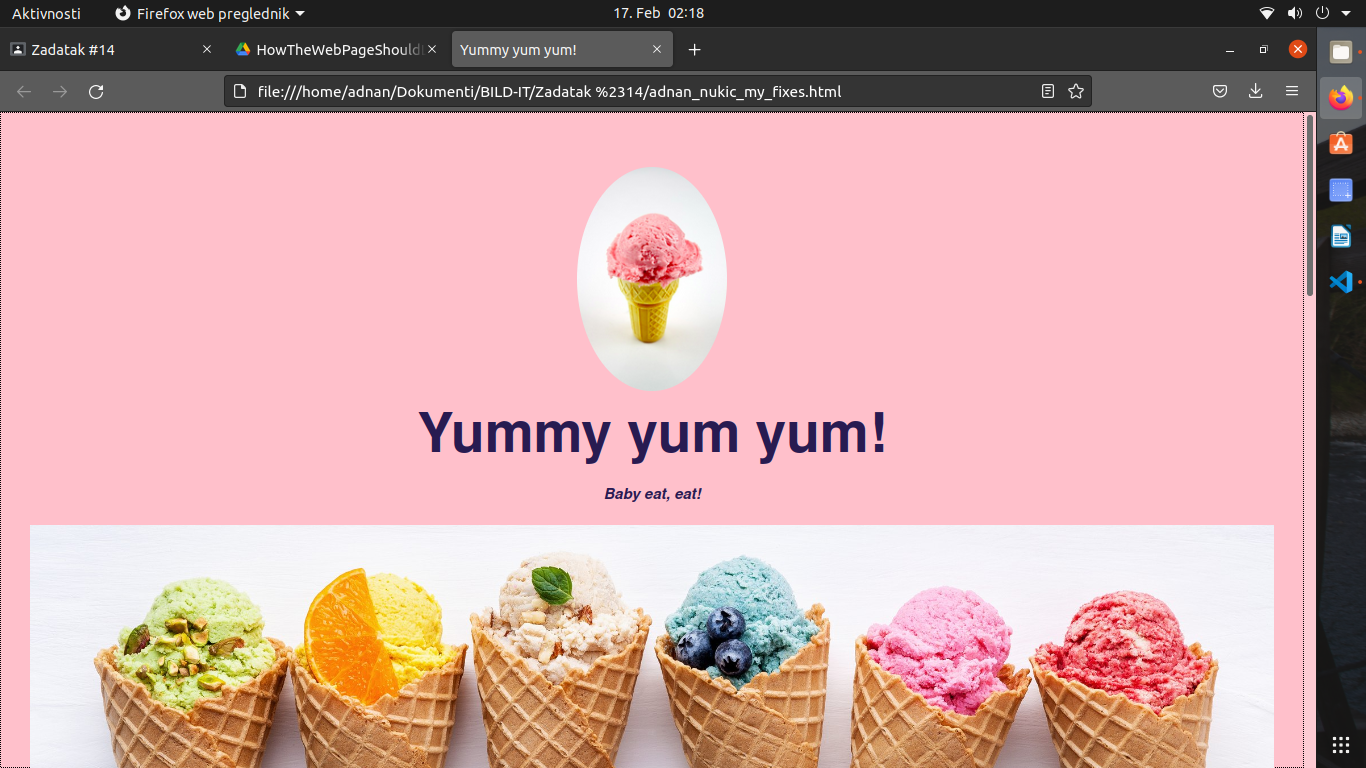 Aktivnosti
Firefox web preglednik
17. Feb 02:18
Zadatak #14
HowTheWebPageShould
Yummy yum yum!
file:///home/adnan/Dokumenti/BILD-IT/Zadatak %2314/adnan_nukic_my_fixes.html
Yummy yum yum!
Baby eat, eat!